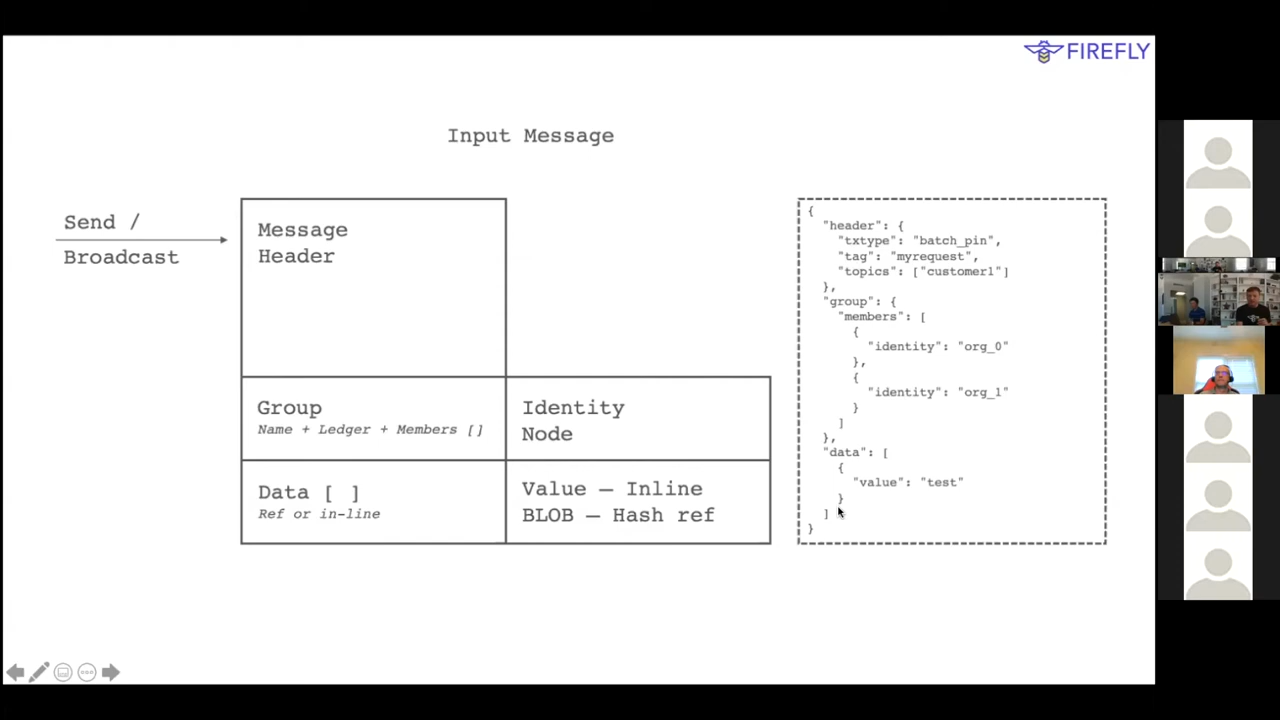 FIREFLY
Input Message
Send /
Broadcast
Message
Header
Group
Name + Ledger + Members []
Identity
Node
Data [ ]
Ref or in-line
Value – Inline
BLOB – Hash ref
{
"header": {
"txtype": "batch_pin",
"tag": "myrequest",
"topics": ["customer1"]
},
"group": {
"members": [
{
"identity": "org_0"
},
{
"identity": "org_1"
}
]
},
"data": [
{
"value": "test"
}
]
}